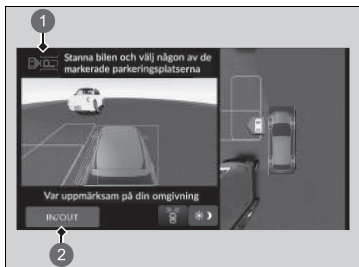 1
Stanna bilen och välj någon av de
markerade parkeringsplatserna
Var uppmärksam på din omgivning
IN/OUT
2